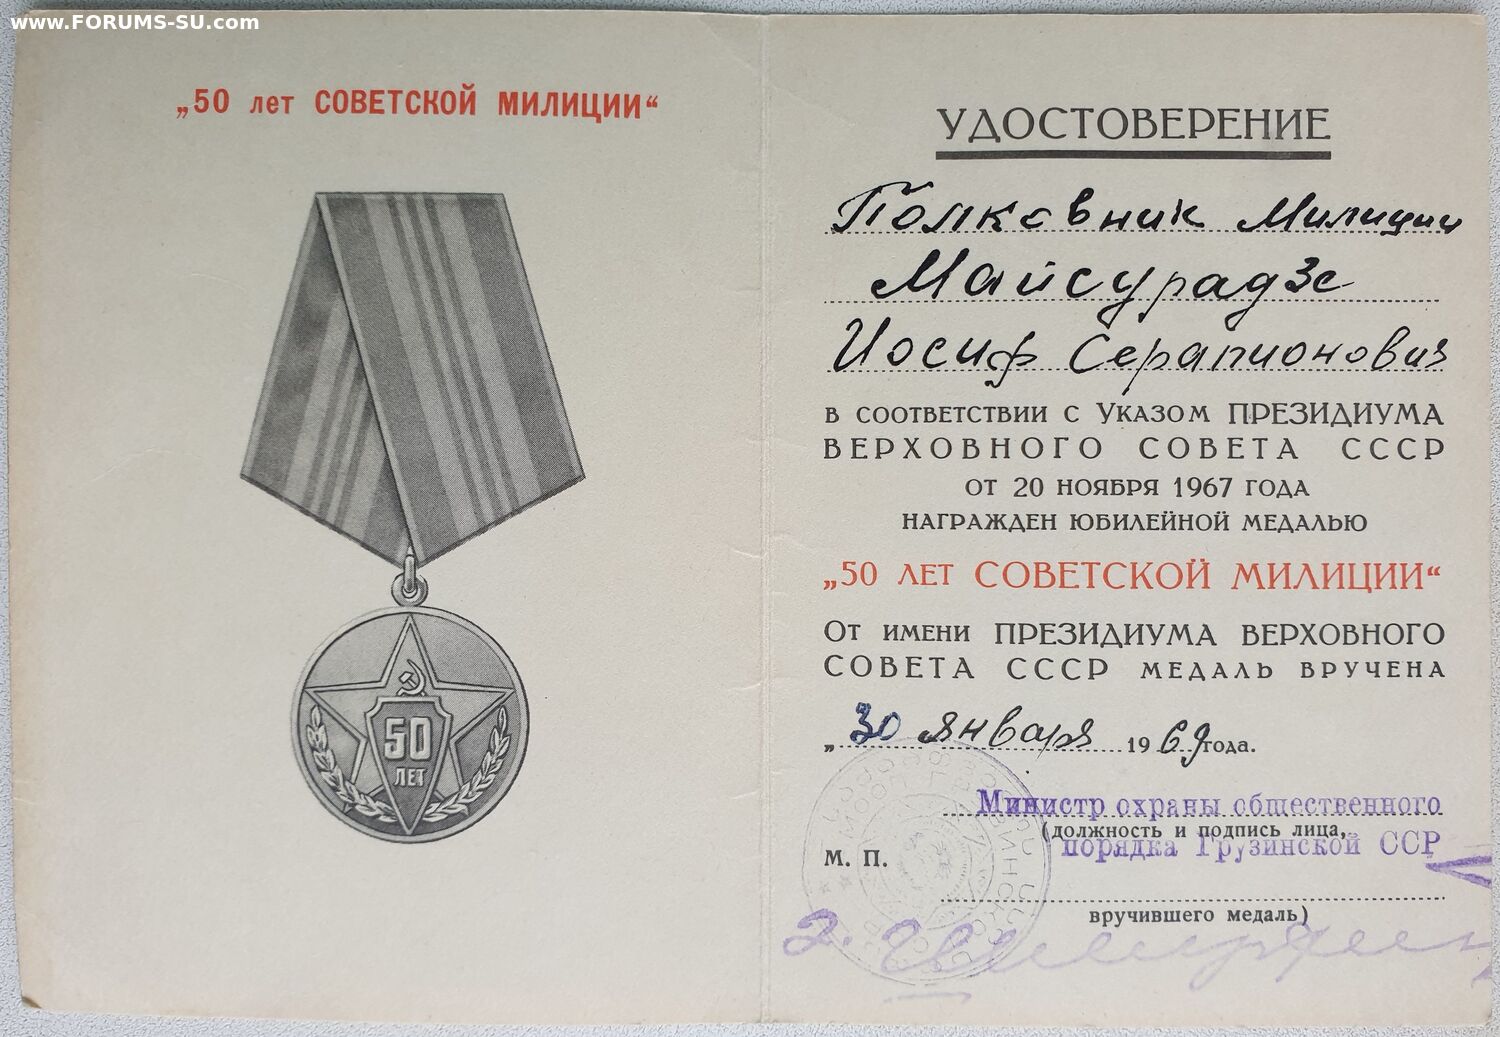 www.FORUMS-SU.com
„50 лет СОВЕТСКОЙ МИЛИЦИИ“
50
ЛЕТ
УДОСТОВЕРЕНИЕ
Полковник Милиции
Майсурадзе
Иосиф Серапионович
В СООТВЕТСТВИИ С УКАЗОМ ПРЕЗИДИУМА
ВЕРХОВНОГО СОВЕТА СССР
ОТ 20 НОЯБРЯ 1967 ГОДА
НАГРАЖДЕН ЮБИЛЕЙНОЙ МЕДАЛЬЮ
„50 ЛЕТ СОВЕТСКОЙ МИЛИЦИИ“
ОТ ИМЕНИ ПРЕЗИДИУМА ВЕРХОВНОГО
СОВЕТА СССР МЕДАЛЬ ВРУЧЕНА
„30 января 1969 года.
Министр охраны общественного
(должность и подпись лица,
порядка Грузинской ССР
М. П.
вручившего медаль)